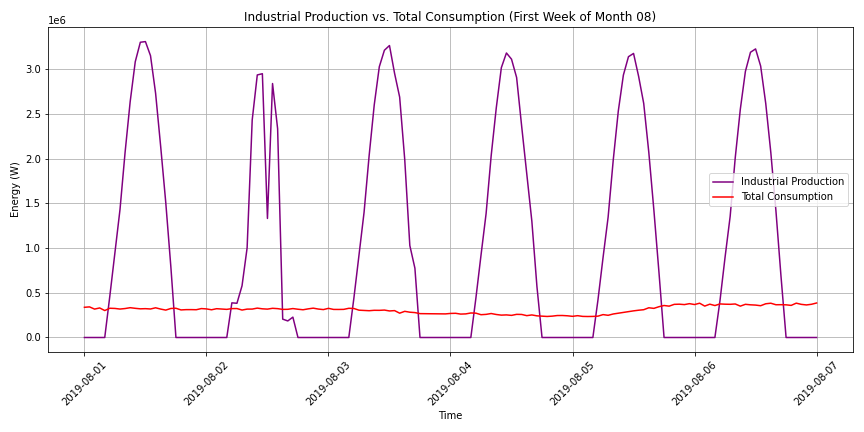 Industrial Production vs. Total Consumption (First Week of Month 08)
1e6
3.0
2.5
2.0
1.5
1.0
0.5
0.0
Energy (W)
Industrial Production
Total Consumption
2019-08-01
2019-08-02
2019-08-03
2019-08-04
2019-08-05
2019-08-06
2019-08-07
Time